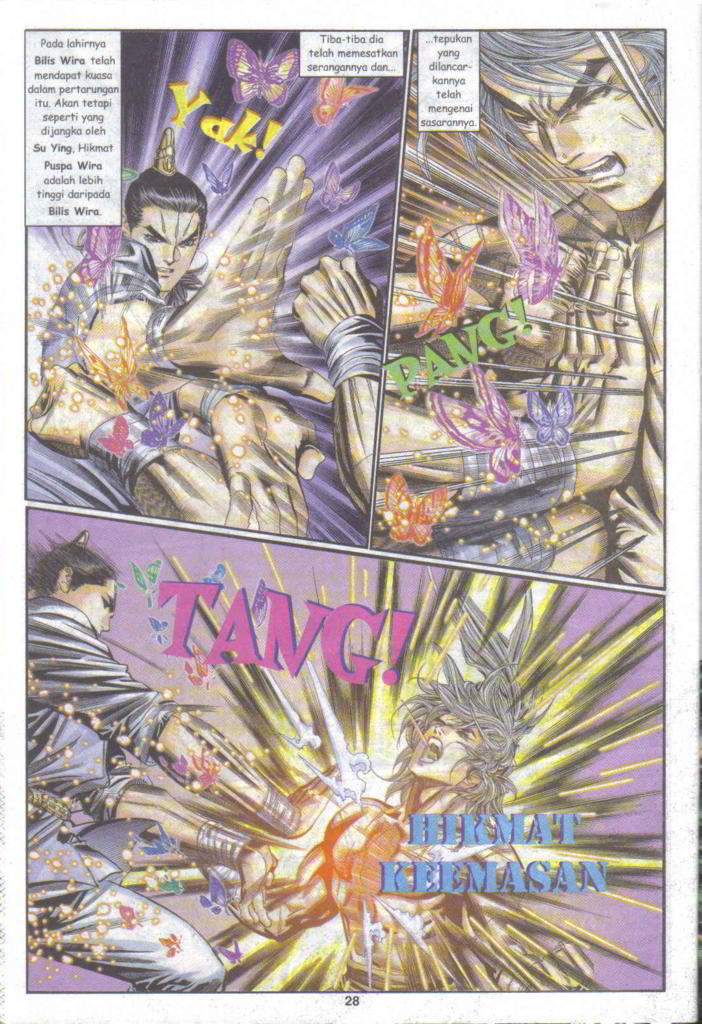 Pada lahirnya
Bilis Wira telah
mendapat kuasa
dalam pertarungan
itu. Akan tetapi
seperti yang
dijangka oleh
Su Ying, Hikmat
Puspa Wira
adalah lebih
tinggi daripada
Bilis Wira.
Yak!
Tiba-tiba dia
telah memesatkan
serangannya dan...
...tepukan
yang
dilancar-
kannya
telah
mengenai
sasarannya.
PANG!
TANG!
HIKMAT
KEEMASAN
28